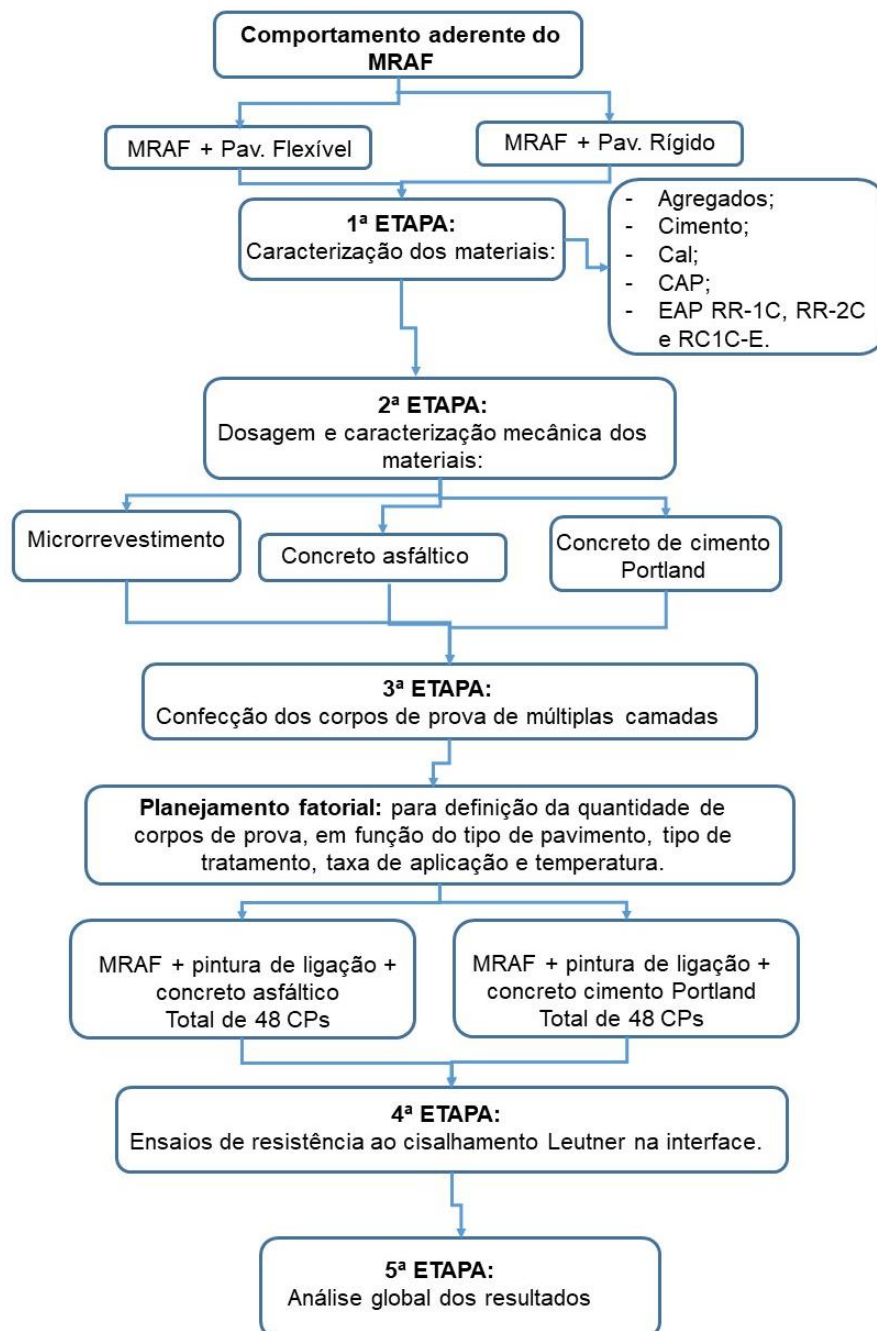 Comportamento aderente do
MRAF
MRAF + Pav. Flexível
MRAF + Pav. Rígido
1ª ETAPA:
Caracterização dos materiais:
- Agregados;
- Cimento;
- Cal;
- CAP;
- EAP RR-1C, RR-2C
e RC1C-E.
2ª ETAPA:
Dosagem e caracterização mecânica dos
materiais:
Microrrevestimento
Concreto asfáltico
Concreto de cimento
Portland
3ª ETAPA:
Confecção dos corpos de prova de múltiplas camadas
Planejamento fatorial: para definição da quantidade de
corpos de prova, em função do tipo de pavimento, tipo de
tratamento, taxa de aplicação e temperatura.
MRAF + pintura de ligação +
concreto asfáltico
Total de 48 CPs
MRAF + pintura de ligação +
concreto cimento Portland
Total de 48 CPs
4ª ETAPA:
Ensaios de resistência ao cisalhamento Leutner na interface.
5ª ETAPA:
Análise global dos resultados